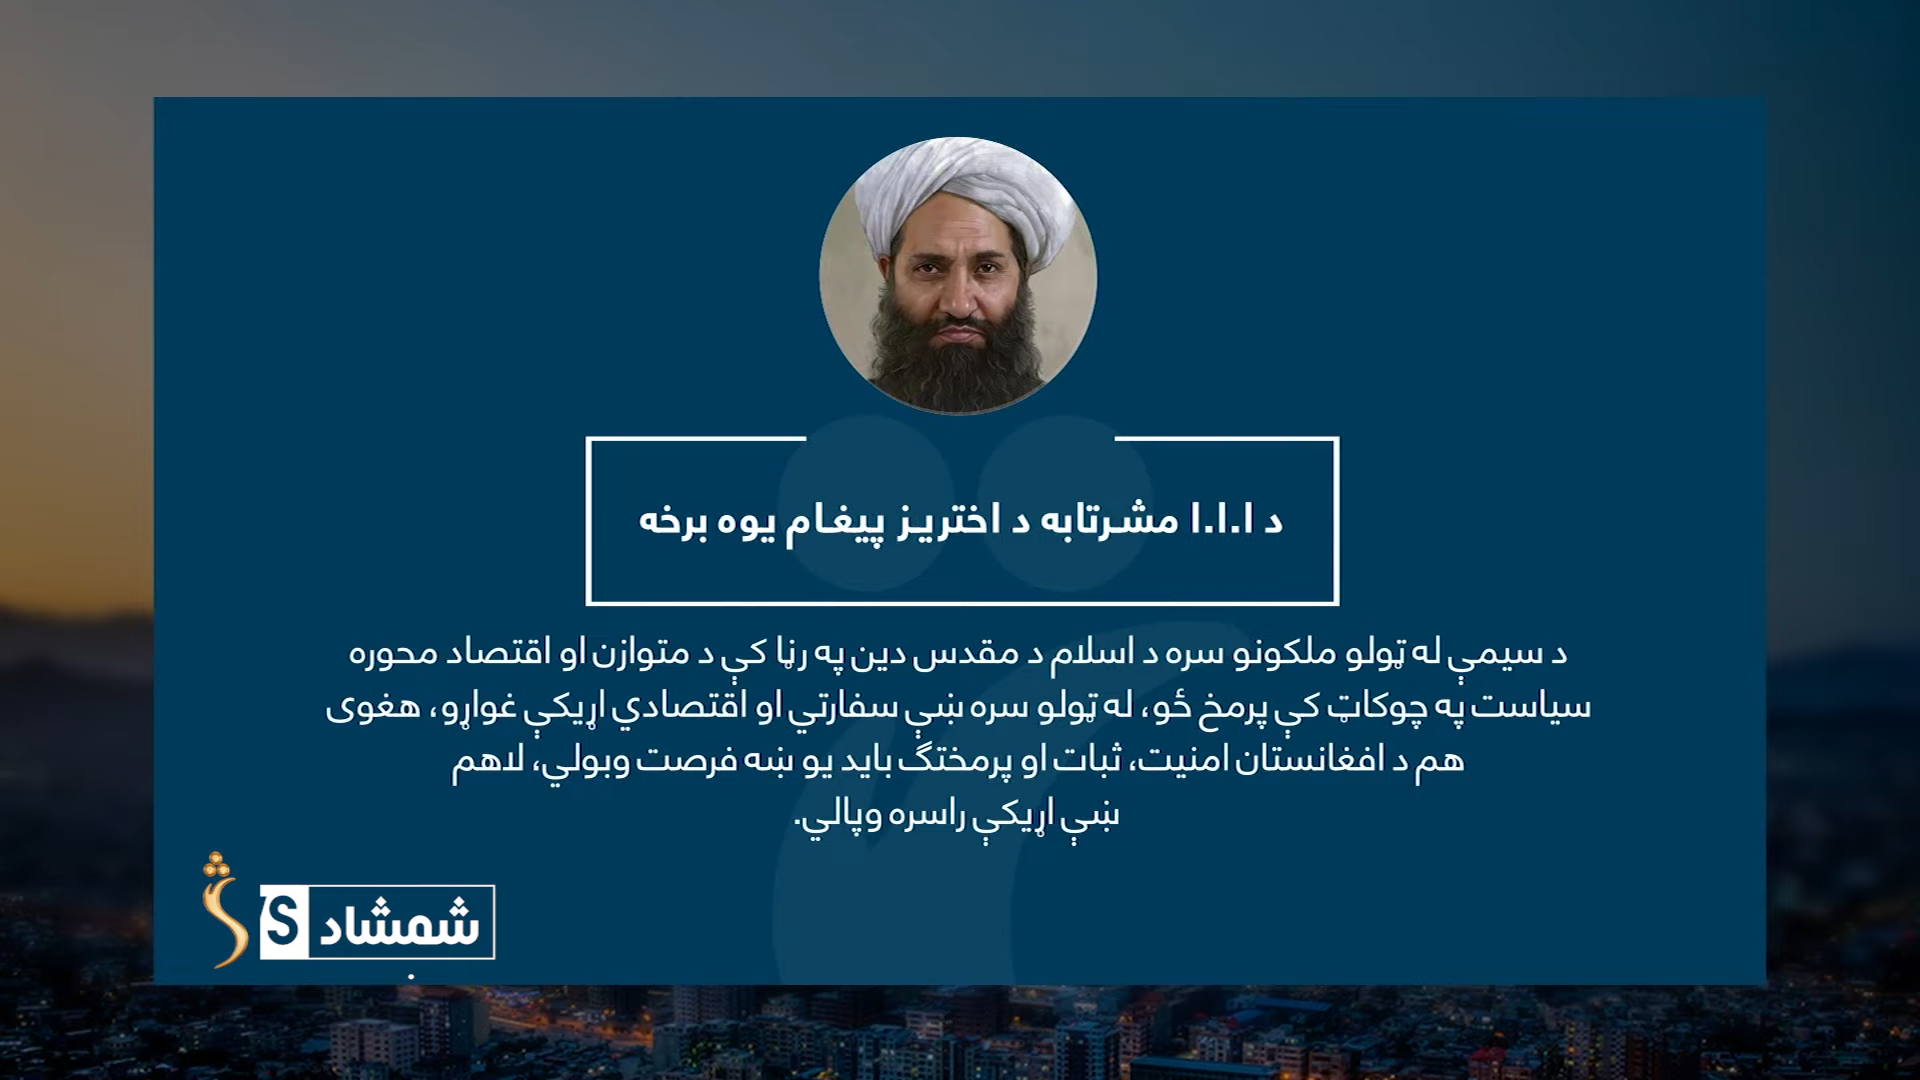 د ا.ا.ا مشرتابه د اختریز پیغام یوه برخه
د سیمې له ټولو ملکونو سره د اسلام د مقدس دین په رڼا کې د متوازن او اقتصاد محوره
سیاست په چوکاټ کې پرمخ ځو، له ټولو سره ښې سفارتي او اقتصادي اړیکې غواړو، هغوی
هم د افغانستان امنیت، ثبات او پرمختګ باید یو ښه فرصت وبولي، لاهم
ښې اړیکې راسره وپالي.
شمشاد S